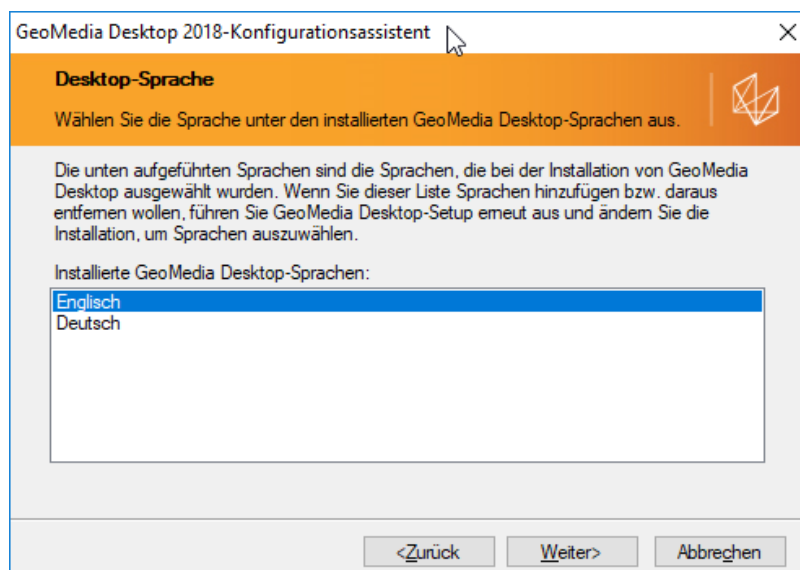 GeoMedia Desktop 2018-Konfigurationsassistent
Desktop-Sprache
Wählen Sie die Sprache unter den installierten GeoMedia Desktop-Sprachen aus.
Die unten aufgeführten Sprachen sind die Sprachen, die bei der Installation von GeoMedia
Desktop ausgewählt wurden. Wenn Sie dieser Liste Sprachen hinzufügen bzw. daraus
entfernen wollen, führen Sie GeoMedia Desktop-Setup erneut aus und ändern Sie die
Installation, um Sprachen auszuwählen.
Installierte GeoMedia Desktop-Sprachen:
Englisch
Deutsch
<Zurück Weiter> Abbrechen